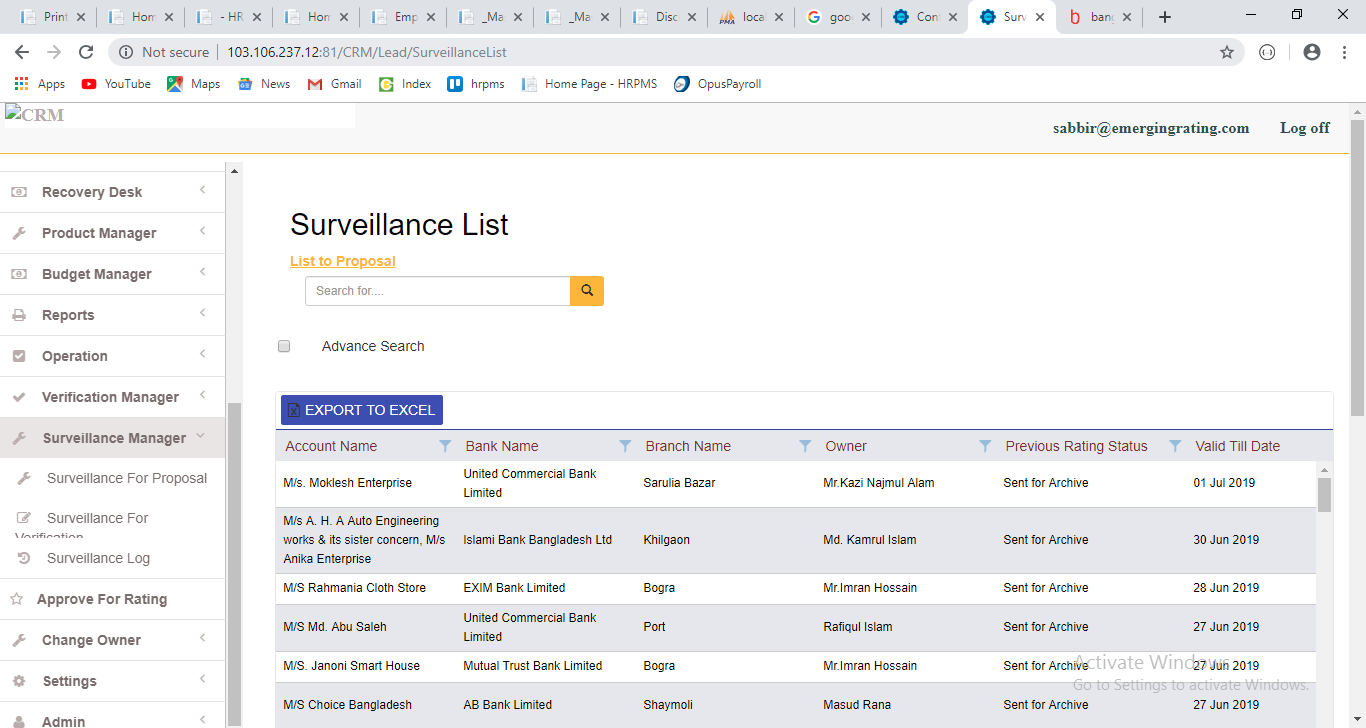 Print
Hom
- HR
Hom
Emp
_Ma
_Ma
Disc
loca
goo
Con
Surv
bang
Not secure
103.106.237.12:81/CRM/Lead/SurveillanceList
Apps
YouTube
Maps
News
Gmail
Index
hrpms
Home Page - HRPMS
OpusPayroll
CRM
sabbir@emergingrating.com
Log off
Recovery Desk
Product Manager
Budget Manager
Reports
Operation
Verification Manager
Surveillance Manager
Surveillance For Proposal
Surveillance For
Verification
Surveillance Log
Approve For Rating
Change Owner
Settings
Admin
Surveillance List
List to Proposal
Search for....
Advance Search
EXPORT TO EXCEL
Account Name Bank Name Branch Name Owner Previous Rating Status Valid Till Date
M/s. Moklesh Enterprise United Commercial Bank Limited Sarulia Bazar Mr.Kazi Najmul Alam Sent for Archive 01 Jul 2019
M/s A. H. A Auto Engineering works & its sister concern, M/s Anika Enterprise Islami Bank Bangladesh Ltd Khilgaon Md. Kamrul Islam Sent for Archive 30 Jun 2019
M/S Rahmania Cloth Store EXIM Bank Limited Bogra Mr.Imran Hossain Sent for Archive 28 Jun 2019
M/S Md. Abu Saleh United Commercial Bank Limited Port Rafiqul Islam Sent for Archive 27 Jun 2019
M/S. Janoni Smart House Mutual Trust Bank Limited Bogra Mr.Imran Hossain Sent for Archive 27 Jun 2019
M/S Choice Bangladesh AB Bank Limited Shaymoli Masud Rana Sent for Archive 27 Jun 2019
Activate Windows
Go to Settings to activate Windows.